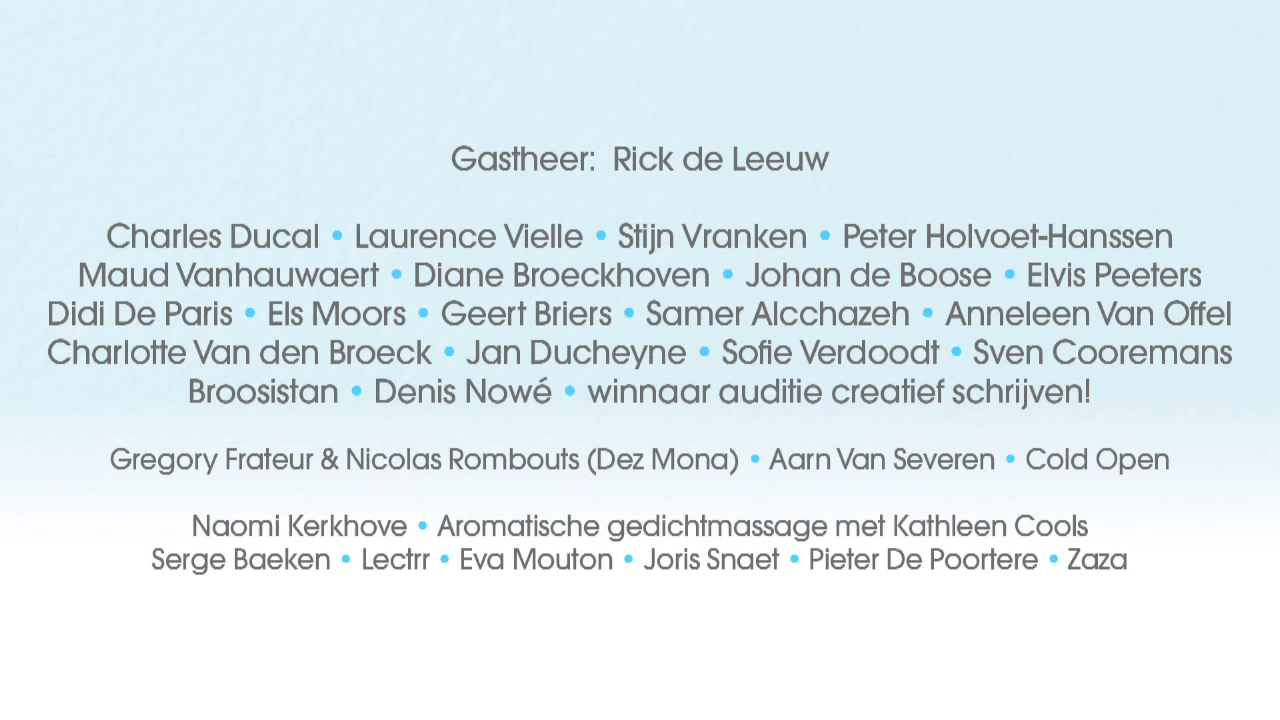 Gastheer: Rick de Leeuw
Charles Ducal • Laurence Vielle • Stijn Vranken • Peter Holvoet-Hanssen
Maud Vanhauwaert • Diane Broeckhoven • Johan de Boose • Elvis Peeters
Didi De Paris • Els Moors • Geert Briers • Samer Alcchazeh • Anneleen Van Offel
Charlotte Van den Broeck • Jan Ducheyne • Sofie Verdoodt • Sven Cooremans
Broosistan • Denis Nowé • winnaar auditie creatief schrijven!
Gregory Frateur & Nicolas Rombouts (Dez Mona) • Aarn Van Severen • Cold Open
Naomi Kerkhove • Aromatische gedichtmassage met Kathleen Cools
Serge Baeken • Lectrr • Eva Mouton • Joris Snaet • Pieter De Poortere • Zaza